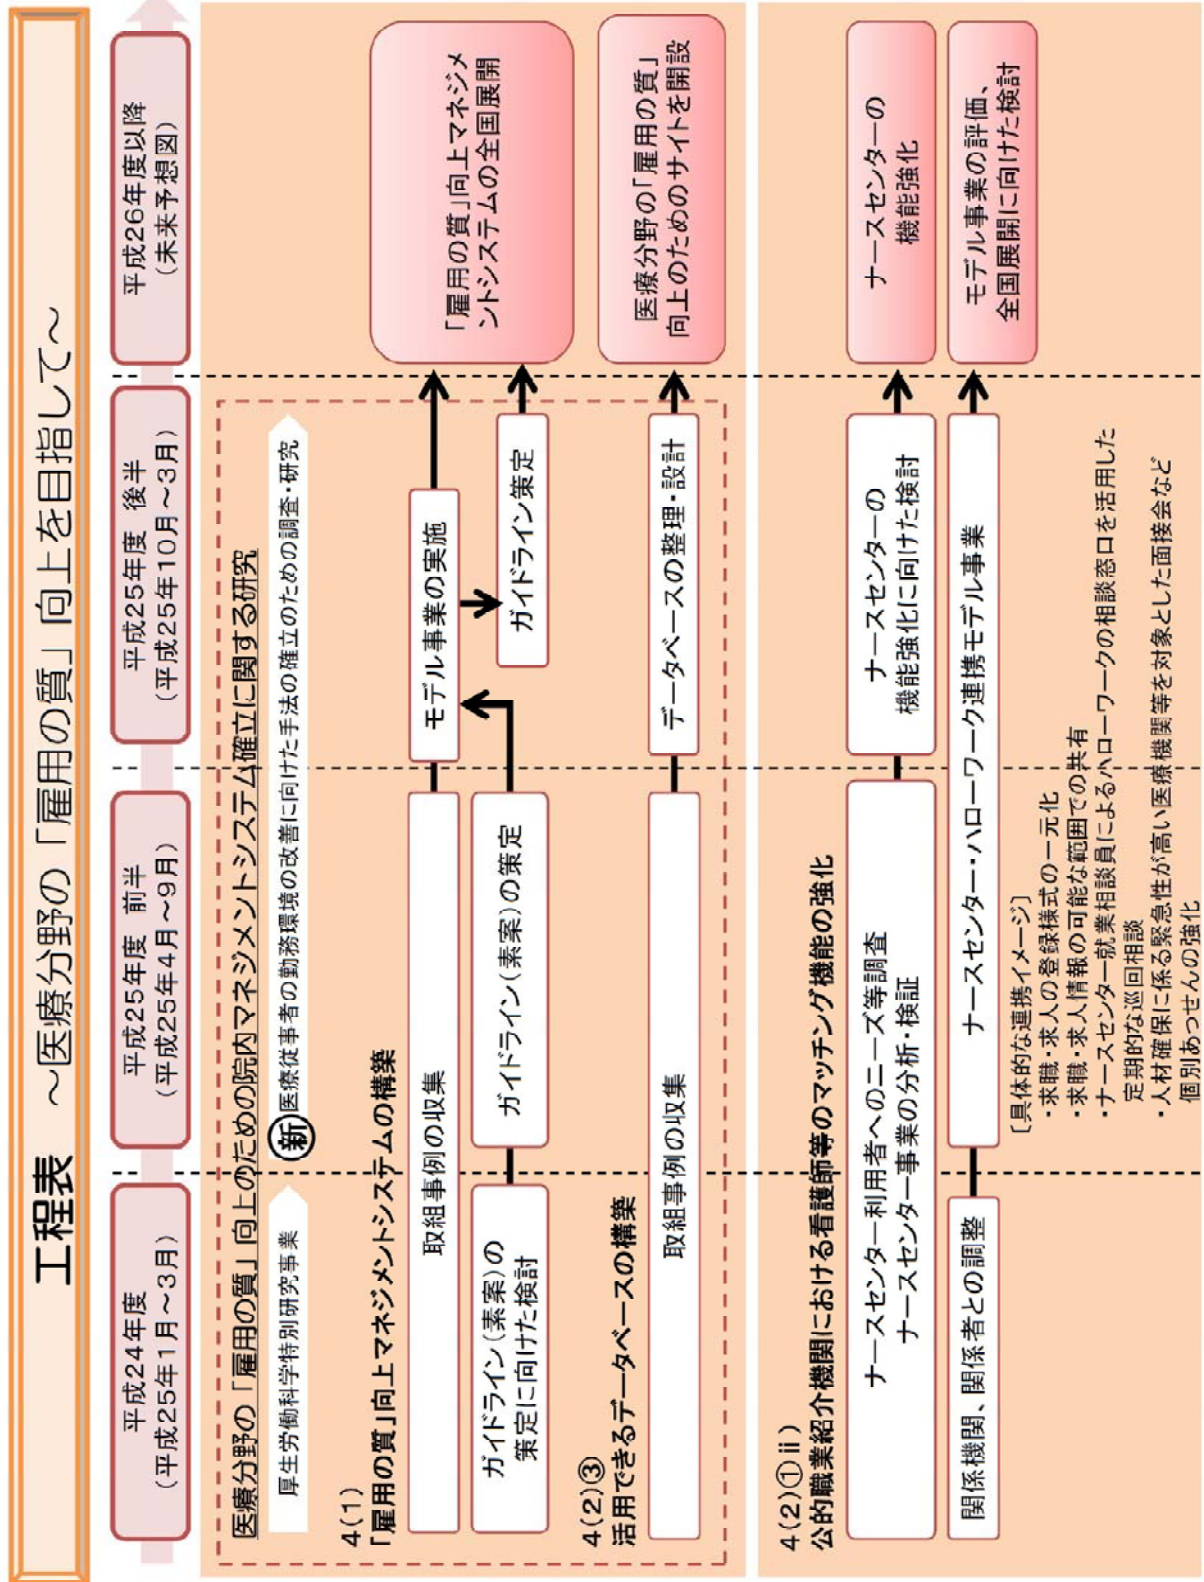 工程表　～医療分野の「雇用の質」向上を目指して～
平成24年度
(平成25年1月～3月)
平成25年度 前半
(平成25年4月～9月)
平成25年度 後半
(平成25年10月～3月)
平成26年度以降
(未来予想図)
医療分野の「雇用の質」向上のための院内マネジメントシステム確立に関する研究
厚生労働科学特別研究事業
新 医療従事者の勤務環境の改善に向けた手法の確立のための調査・研究
4(1)
「雇用の質」向上マネジメントシステムの構築
取組事例の収集
モデル事業の実施
「雇用の質」向上マネジメ
ントシステムの全国展開
ガイドライン(素案)の
策定に向けた検討
ガイドライン(素案)の策定
ガイドライン策定
4(2)③
活用できるデータベースの構築
取組事例の収集
データベースの整理・設計
医療分野の「雇用の質」
向上のためのサイトを開設
4(2)①ⅱ)
公的職業紹介機関における看護師等のマッチング機能の強化
ナースセンター利用者へのニーズ等調査
ナースセンター事業の分析・検証
ナースセンターの
機能強化に向けた検討
ナースセンターの
機能強化
関係機関、関係者との調整
ナースセンター・ハローワーク連携モデル事業
モデル事業の評価、
全国展開に向けた検討
[具体的な連携イメージ]
・求職・求人の登録様式の一元化
・求職・求人情報の可能な範囲での共有
・ナースセンター就業相談員によるハローワークの相談窓口を活用した
定期的な巡回相談
・人材確保に係る緊急性が高い医療機関等を対象とした面接会など
個別あっせんの強化